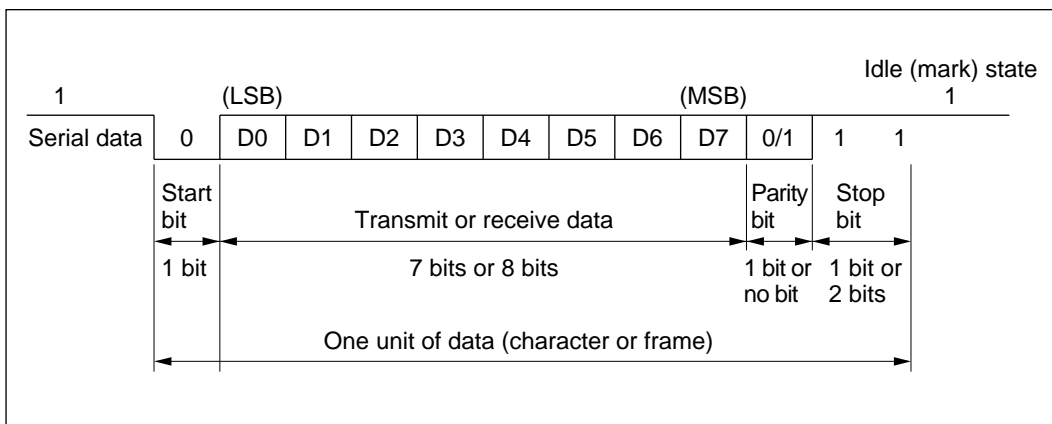 Idle (mark) state
1 (LSB) (MSB) 1
Serial data 0 D0 D1 D2 D3 D4 D5 D6 D7 0/1 1 1
Start Parity Stop
bit Transmit or receive data bit bit
1 bit 7 bits or 8 bits 1 bit or 1 bit or
no bit 2 bits
One unit of data (character or frame)